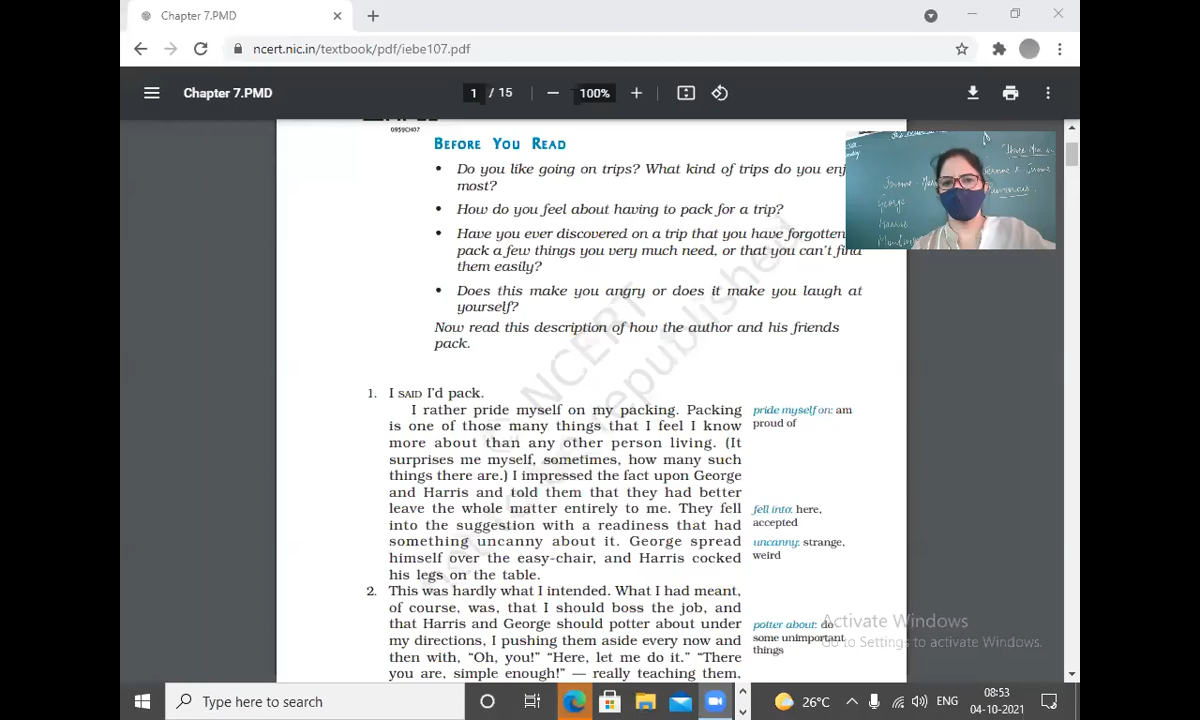 Chapter 7.PMD
ncert.nic.in/textbook/pdf/iebe107.pdf
Chapter 7.PMD
1 / 15
100%
0959CH07
BEFORE YOU READ
• Do you like going on trips? What kind of trips do you
most?
• How do you feel about having to pack for a trip?
• Have you ever discovered on a trip that you have forgotten
pack a few things you very much need, or that you can't find
them easily?
• Does this make you angry or does it make you laugh at
yourself?
Now read this description of how the author and his friends
pack.
1. I SAID I'd pack.
I rather pride myself on my packing. Packing
is one of those many things that I feel I know
more about than any other person living. (It
surprises me myself, sometimes, how many such
things there are.) I impressed the fact upon George
and Harris and told them that they had better
leave the whole matter entirely to me. They fell
into the suggestion with a readiness that had
something uncanny about it. George spread
himself over the easy-chair, and Harris cocked
his legs on the table.
2. This was hardly what I intended. What I had meant,
of course, was, that I should boss the job, and
that Harris and George should potter about under
my directions, I pushing them aside every now and
then with, “Oh, you!” “Here, let me do it.” “There
you are, simple enough!” — really teaching them,
pride myself on: am
proud of
fell into: here,
accepted
uncanny: strange,
weird
potter about: do
some unimportant
things
© NCERT
not to be republished
Jerome
George
Harris
Three Men
Activate Windows
Go to Settings to activate Windows.
Type here to search
26°C
ENG
08:53
04-10-2021